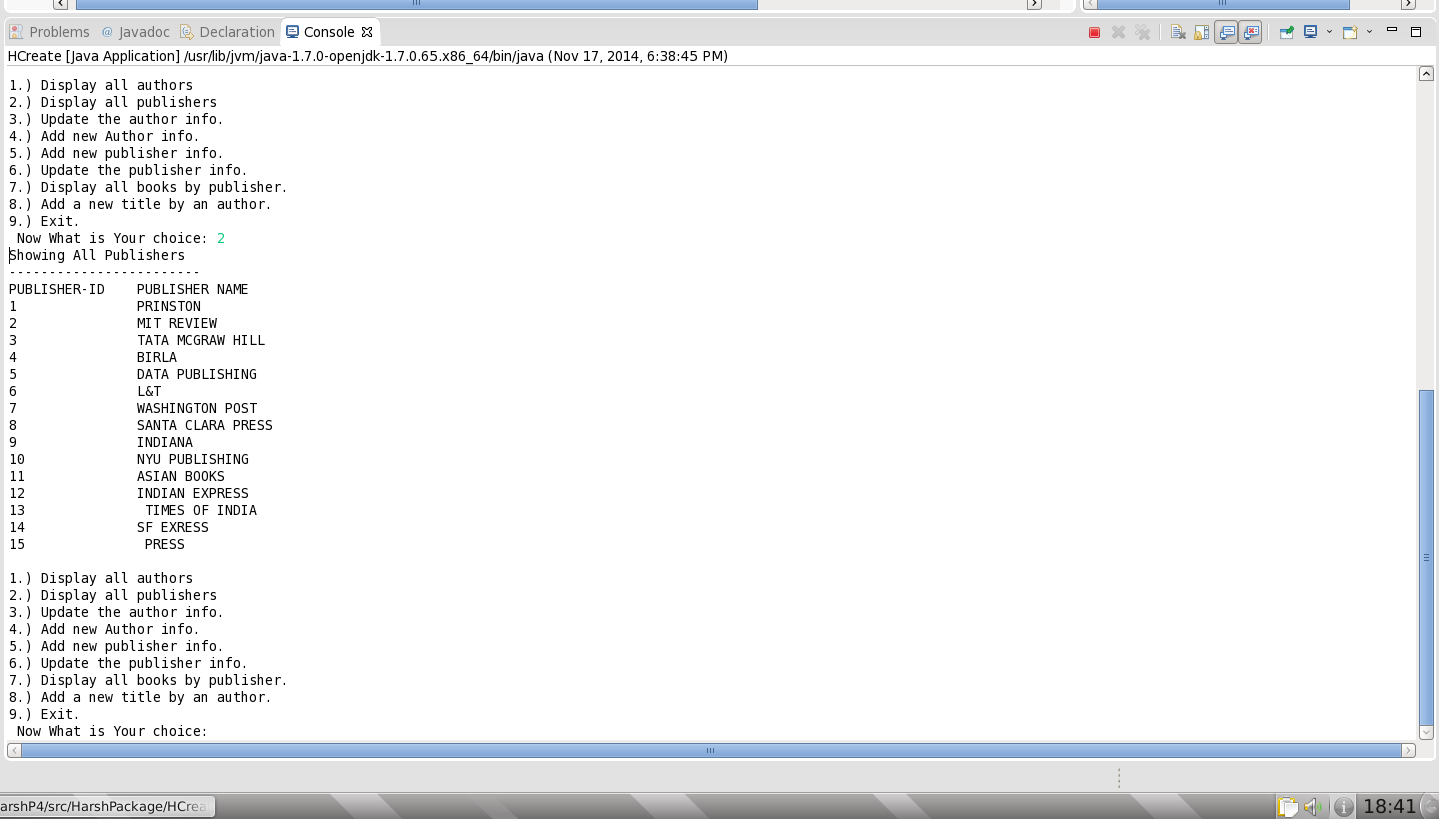 Problems @ Javadoc Declaration Console
HCreate [Java Application] /usr/lib/jvm/java-1.7.0-openjdk-1.7.0.65.x86_64/bin/java (Nov 17, 2014, 6:38:45 PM)
1.) Display all authors
2.) Display all publishers
3.) Update the author info.
4.) Add new Author info.
5.) Add new publisher info.
6.) Update the publisher info.
7.) Display all books by publisher.
8.) Add a new title by an author.
9.) Exit.
Now What is Your choice: 2
Showing All Publishers
------------------------
PUBLISHER-ID    PUBLISHER NAME
1               PRINSTON
2               MIT REVIEW
3               TATA MCGRAW HILL
4               BIRLA
5               DATA PUBLISHING
6               L&T
7               WASHINGTON POST
8               SANTA CLARA PRESS
9               INDIANA
10              NYU PUBLISHING
11              ASIAN BOOKS
12              INDIAN EXPRESS
13               TIMES OF INDIA
14              SF EXRESS
15               PRESS
1.) Display all authors
2.) Display all publishers
3.) Update the author info.
4.) Add new Author info.
5.) Add new publisher info.
6.) Update the publisher info.
7.) Display all books by publisher.
8.) Add a new title by an author.
9.) Exit.
Now What is Your choice:
arshP4/src/HarshPackage/HCrea
18:41